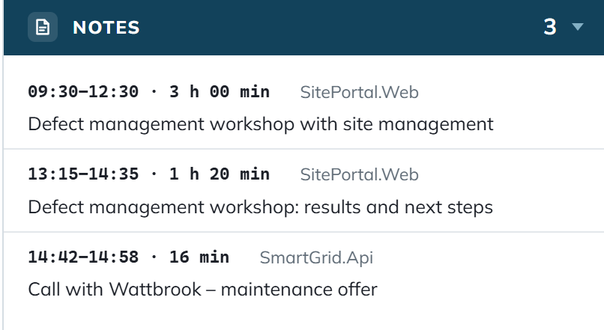 NOTES 3
09:30–12:30 · 3 h 00 min SitePortal.Web
Defect management workshop with site management
13:15–14:35 · 1 h 20 min SitePortal.Web
Defect management workshop: results and next steps
14:42–14:58 · 16 min SmartGrid.Api
Call with Wattbrook – maintenance offer